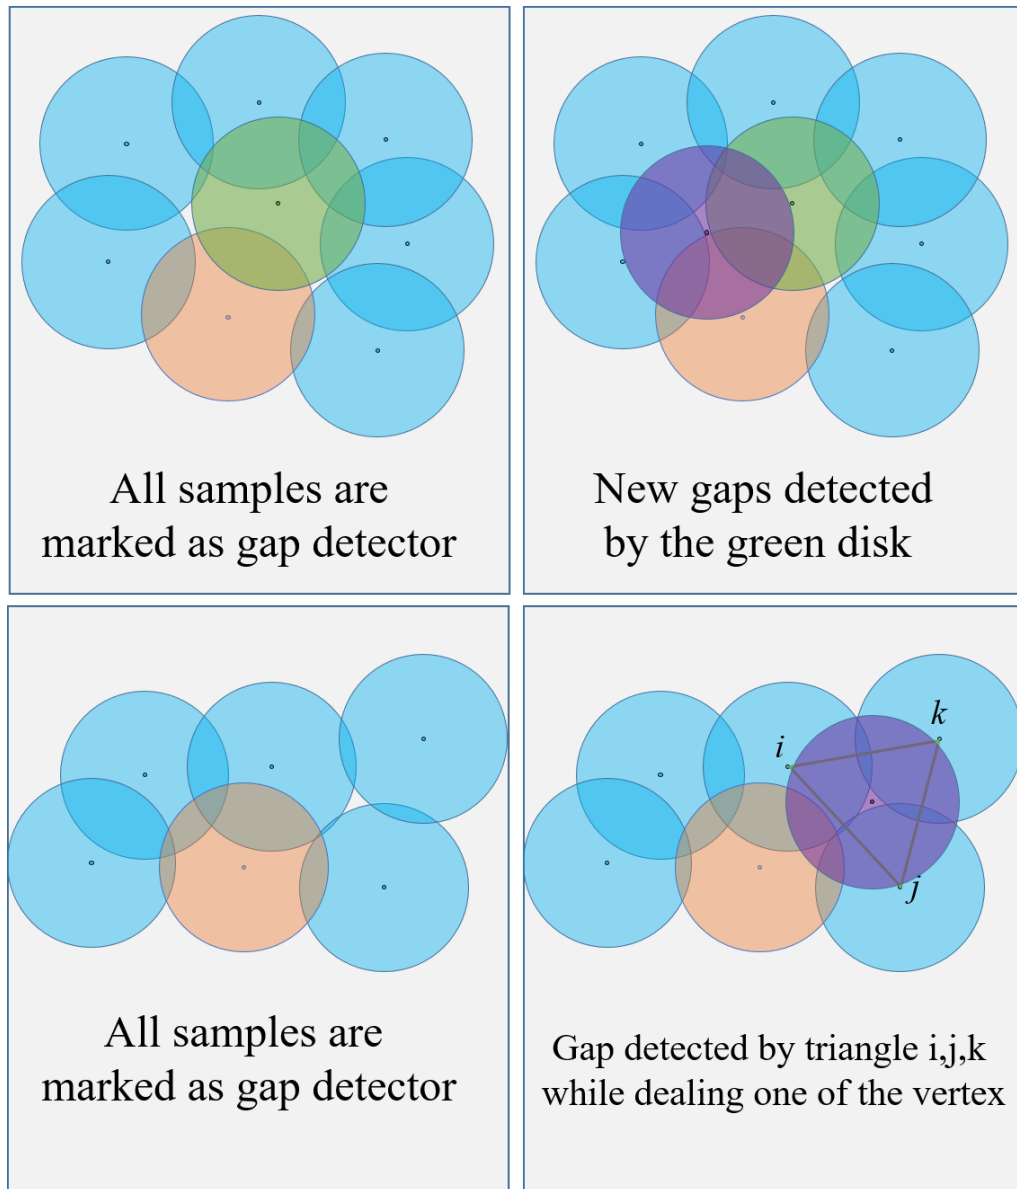 All samples are
marked as gap detector
New gaps detected
by the green disk
All samples are
marked as gap detector
i
k
j
Gap detected by triangle i,j,k
while dealing one of the vertex